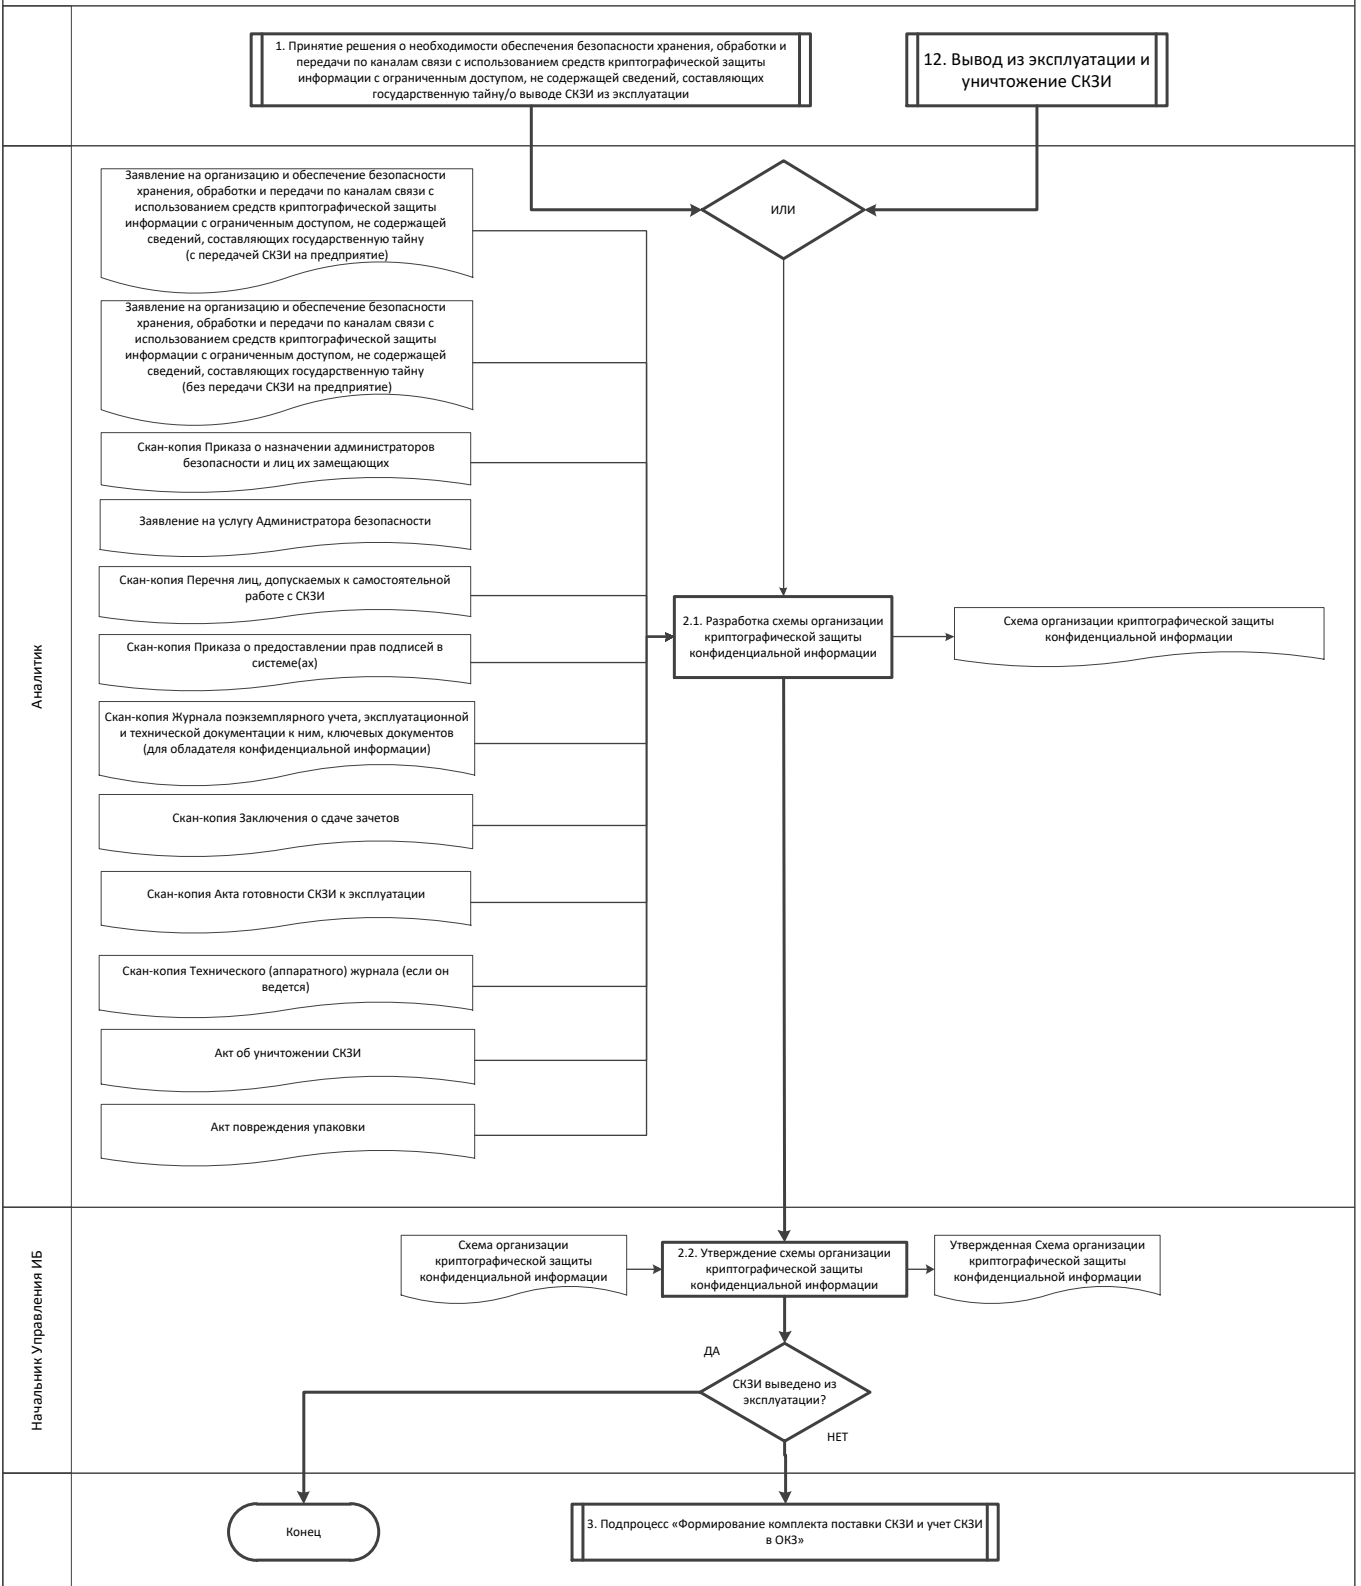 1. Принятие решения о необходимости обеспечения безопасности хранения, обработки и
передачи по каналам связи с использованием средств криптографической защиты
информации с ограниченным доступом, не содержащей сведений, составляющих
государственную тайну/о выводе СКЗИ из эксплуатации
12. Вывод из эксплуатации и
уничтожение СКЗИ
Аналитик
Заявление на организацию и обеспечение безопасности
хранения, обработки и передачи по каналам связи с
использованием средств криптографической защиты
информации с ограниченным доступом, не содержащей
сведений, составляющих государственную тайну
(с передачей СКЗИ на предприятие)
ИЛИ
Заявление на организацию и обеспечение безопасности
хранения, обработки и передачи по каналам связи с
использованием средств криптографической защиты
информации с ограниченным доступом, не содержащей
сведений, составляющих государственную тайну
(без передачи СКЗИ на предприятие)
Скан-копия Приказа о назначении администраторов
безопасности и лиц их замещающих
Заявление на услугу Администратора безопасности
Скан-копия Перечня лиц, допускаемых к самостоятельной
работе с СКЗИ
Скан-копия Приказа о предоставлении прав подписей в
системе(ах)
Скан-копия Журнала поэкземплярного учета, эксплуатационной
и технической документации к ним, ключевых документов
(для обладателя конфиденциальной информации)
Скан-копия Заключения о сдаче зачетов
Скан-копия Акта готовности СКЗИ к эксплуатации
Скан-копия Технического (аппаратного) журнала (если он
ведется)
Акт об уничтожении СКЗИ
Акт повреждения упаковки
2.1. Разработка схемы организации
криптографической защиты
конфиденциальной информации
Схема организации криптографической защиты
конфиденциальной информации
Начальник Управления ИБ
Схема организации
криптографической защиты
конфиденциальной информации
2.2. Утверждение схемы организации
криптографической защиты
конфиденциальной информации
Утвержденная Схема организации
криптографической защиты
конфиденциальной информации
ДА
СКЗИ выведено из
эксплуатации?
НЕТ
Конец
3. Подпроцесс «Формирование комплекта поставки СКЗИ и учет СКЗИ
в ОКЗ»